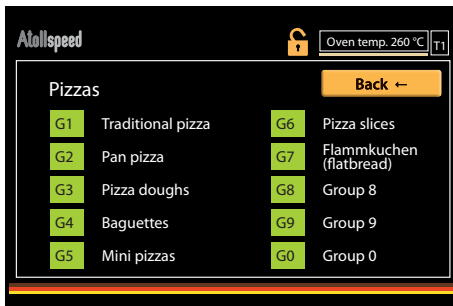 Atollspeed
Oven temp. 260 °C T1
Pizzas
Back ←
G1 Traditional pizza
G2 Pan pizza
G3 Pizza doughs
G4 Baguettes
G5 Mini pizzas
G6 Pizza slices
G7 Flammkuchen
(flatbread)
G8 Group 8
G9 Group 9
G0 Group 0